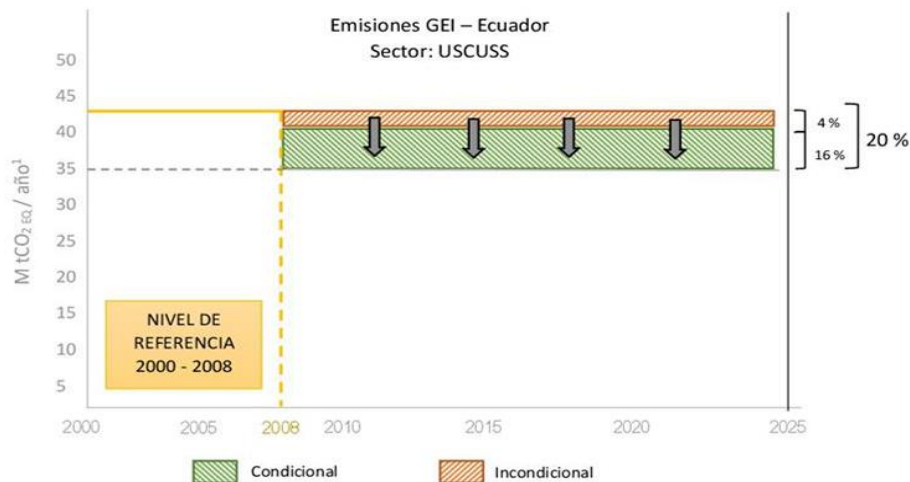 Emisiones GEI – Ecuador
Sector: USCUSS
M tCO2 EQ / año1
50
45
40
35
30
25
20
15
10
5
4 %
16 %
20 %
NIVEL DE
REFERENCIA
2000 - 2008
2000 2005 2008 2010 2015 2020 2025
Condicional Incondicional